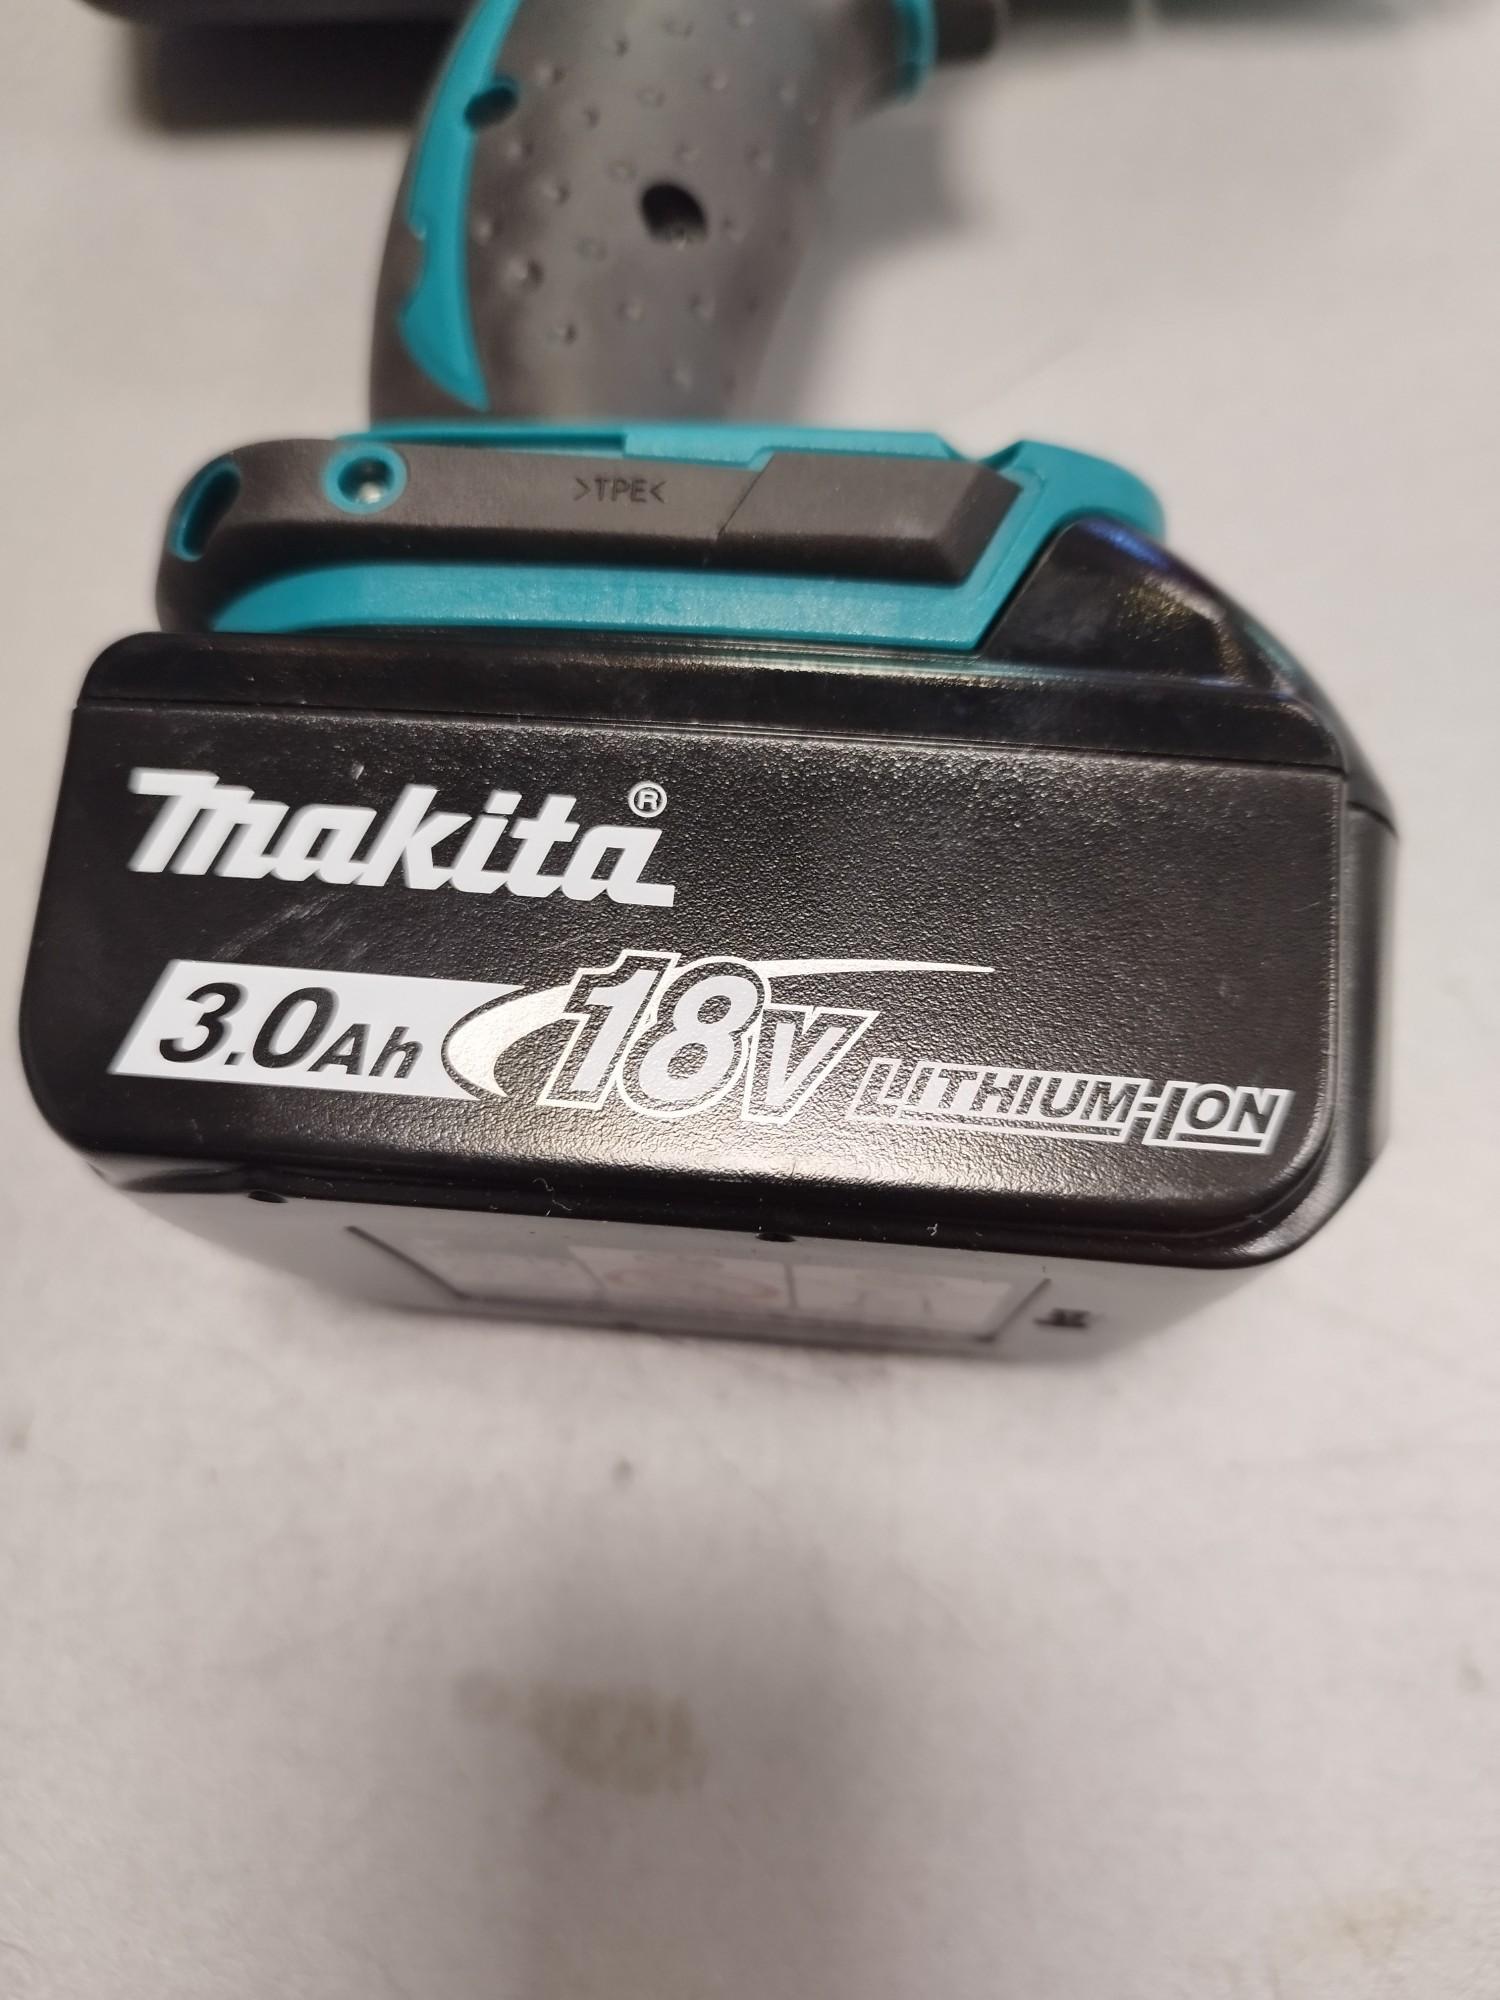 >TPE<
makita®
3.0Ah 18V LITHIUM-ION